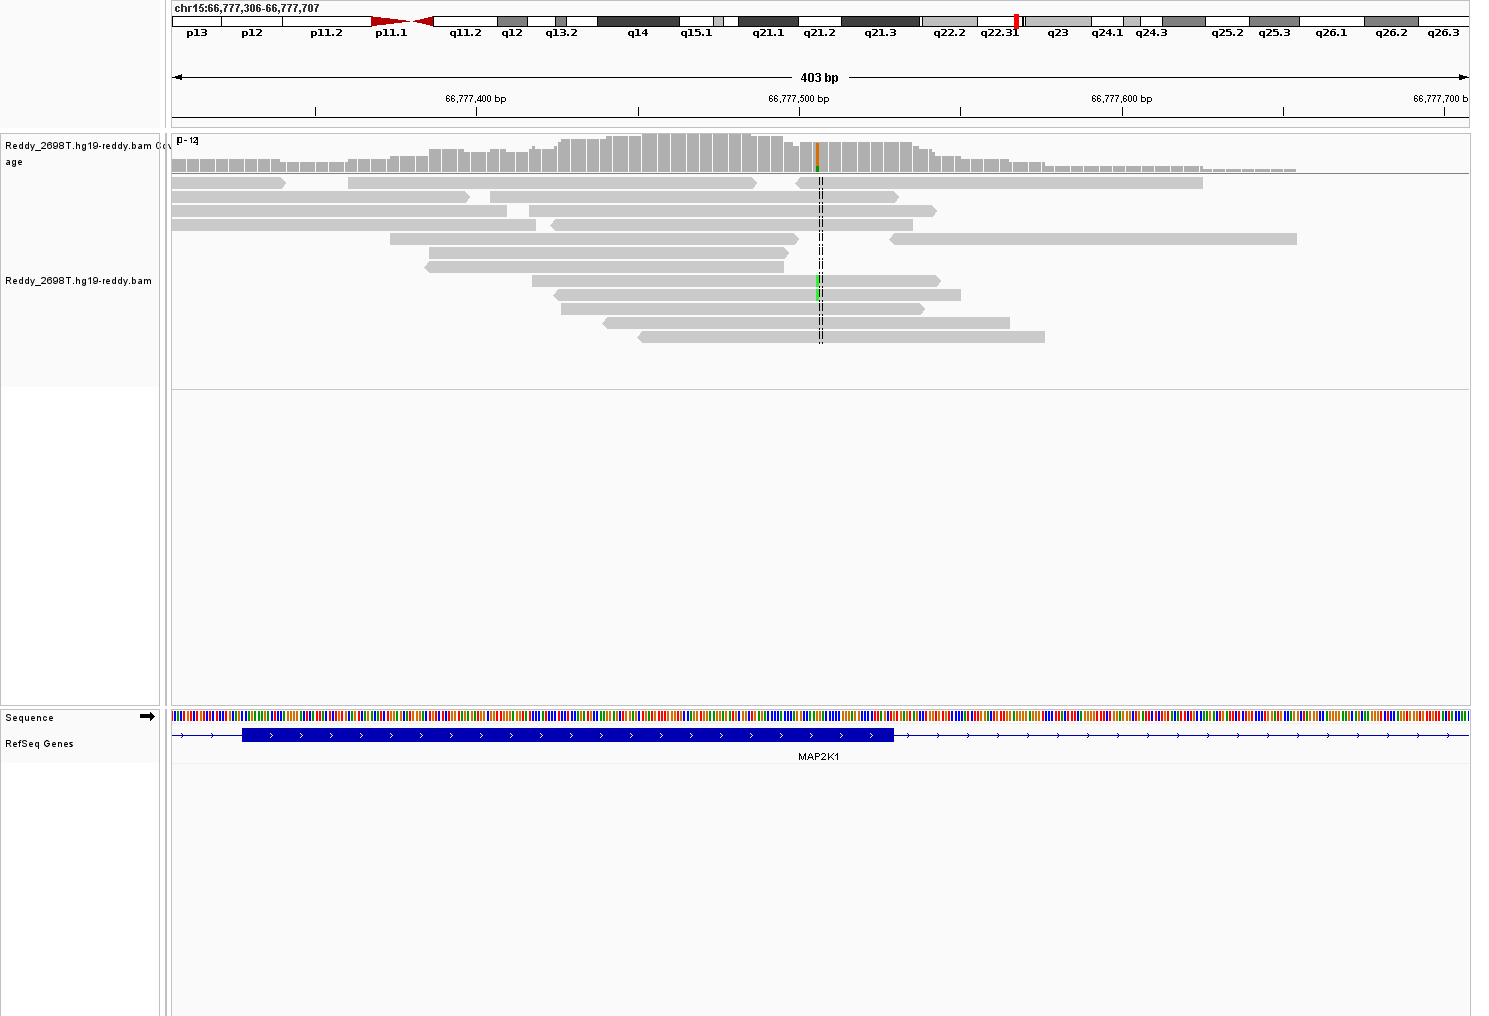 chr15:66,777,306-66,777,707
p13 p12 p11.2 p11.1 q11.2 q12 q13.2 q14 q15.1 q21.1 q21.2 q21.3 q22.2 q22.31 q23 q24.1 q24.3 q25.2 q25.3 q26.1 q26.2 q26.3
403 bp
66,777,400 bp 66,777,500 bp 66,777,600 bp 66,777,700 b
Reddy_2698T.hg19-reddy.bam Cov
age
[0 - 12]
Reddy_2698T.hg19-reddy.bam
Sequence
RefSeq Genes
MAP2K1